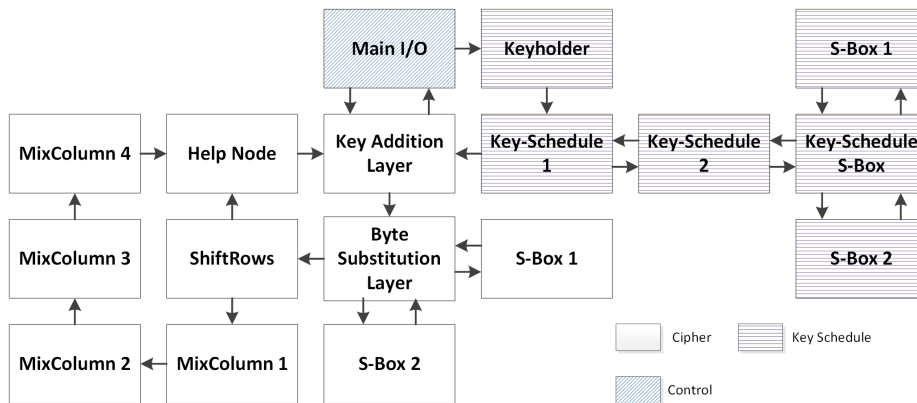 Main I/O
Keyholder
S-Box 1
MixColumn 4
Help Node
Key Addition
Layer
Key-Schedule
1
Key-Schedule
2
Key-Schedule
S-Box
MixColumn 3
ShiftRows
Byte
Substitution
Layer
S-Box 1
S-Box 2
MixColumn 2
MixColumn 1
S-Box 2
Cipher
Key Schedule
Control